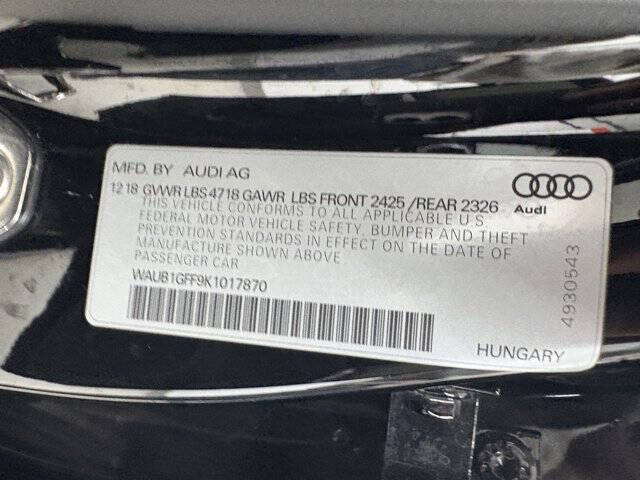 MFD. BY AUDI AG
12 18 GVWR LBS 4718 GAWR LBS FRONT 2425 /REAR 2326
THIS VEHICLE CONFORMS TO ALL APPLICABLE U S
FEDERAL MOTOR VEHICLE SAFETY, BUMPER AND THEFT
PREVENTION STANDARDS IN EFFECT ON THE DATE OF
MANUFACTURE SHOWN ABOVE
PASSENGER CAR
WAUB1GFF9K1017870
Audi
4930543
HUNGARY